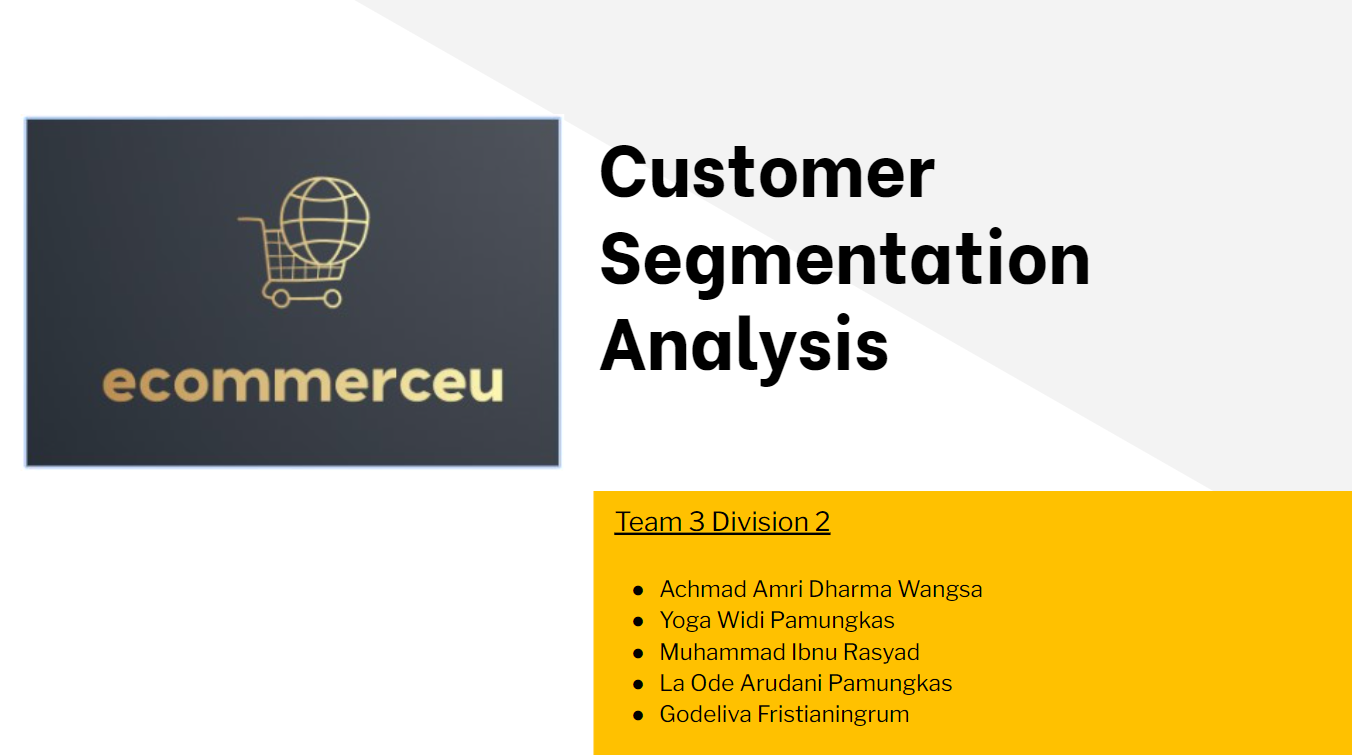 ecommerceu
Customer
Segmentation
Analysis
Team 3 Division 2
● Achmad Amri Dharma Wangsa
● Yoga Widi Pamungkas
● Muhammad Ibnu Rasyad
● La Ode Arudani Pamungkas
● Godeliva Fristianingrum